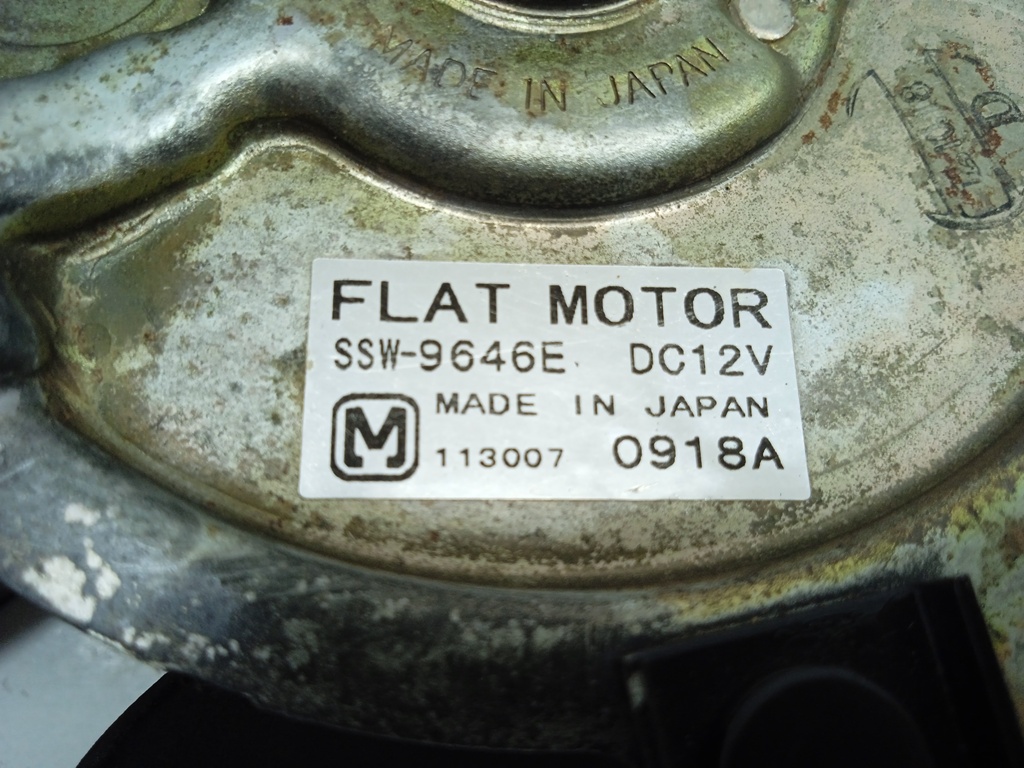 MADE IN JAPAN
FLAT MOTOR
SSW-9646E DC12V
M MADE IN JAPAN
113007 0918A